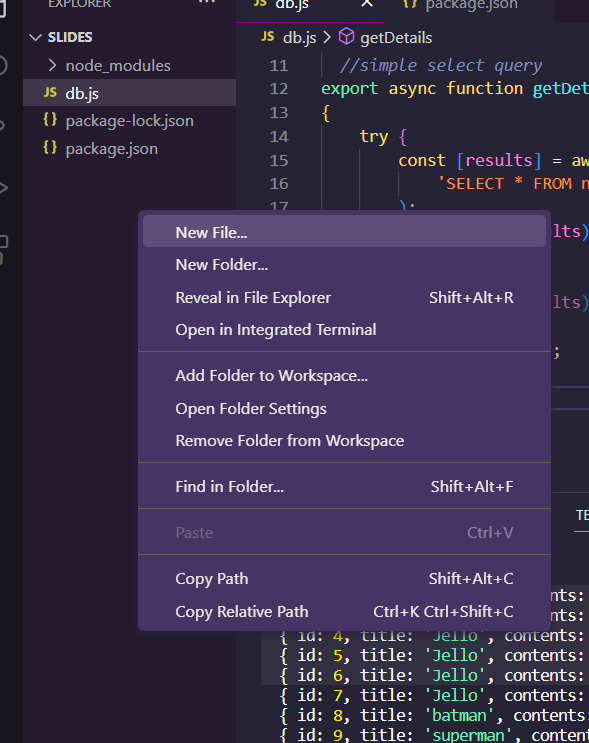 EXPLORER
...
SLIDES
node_modules
JS db.js
{} package-lock.json
{} package.json
JS db.js
{} package.json
JS db.js > getDetails
11 //simple select query
12 export async function getDet
13 {
14 try {
15 const [results] = aw
16 'SELECT * FROM n
17 );
lts)
lts)
;
New File...
New Folder...
Reveal in File Explorer Shift+Alt+R
Open in Integrated Terminal
Add Folder to Workspace...
Open Folder Settings
Remove Folder from Workspace
Find in Folder... Shift+Alt+F
Paste Ctrl+V
Copy Path Shift+Alt+C
Copy Relative Path Ctrl+K Ctrl+Shift+C
TE
nts:
nts:
{ id: 4, title: 'Jello', contents:
{ id: 5, title: 'Jello', contents:
{ id: 6, title: 'Jello', contents:
{ id: 7, title: 'Jello', contents:
{ id: 8, title: 'batman', contents:
{ id: 9, title: 'superman', content